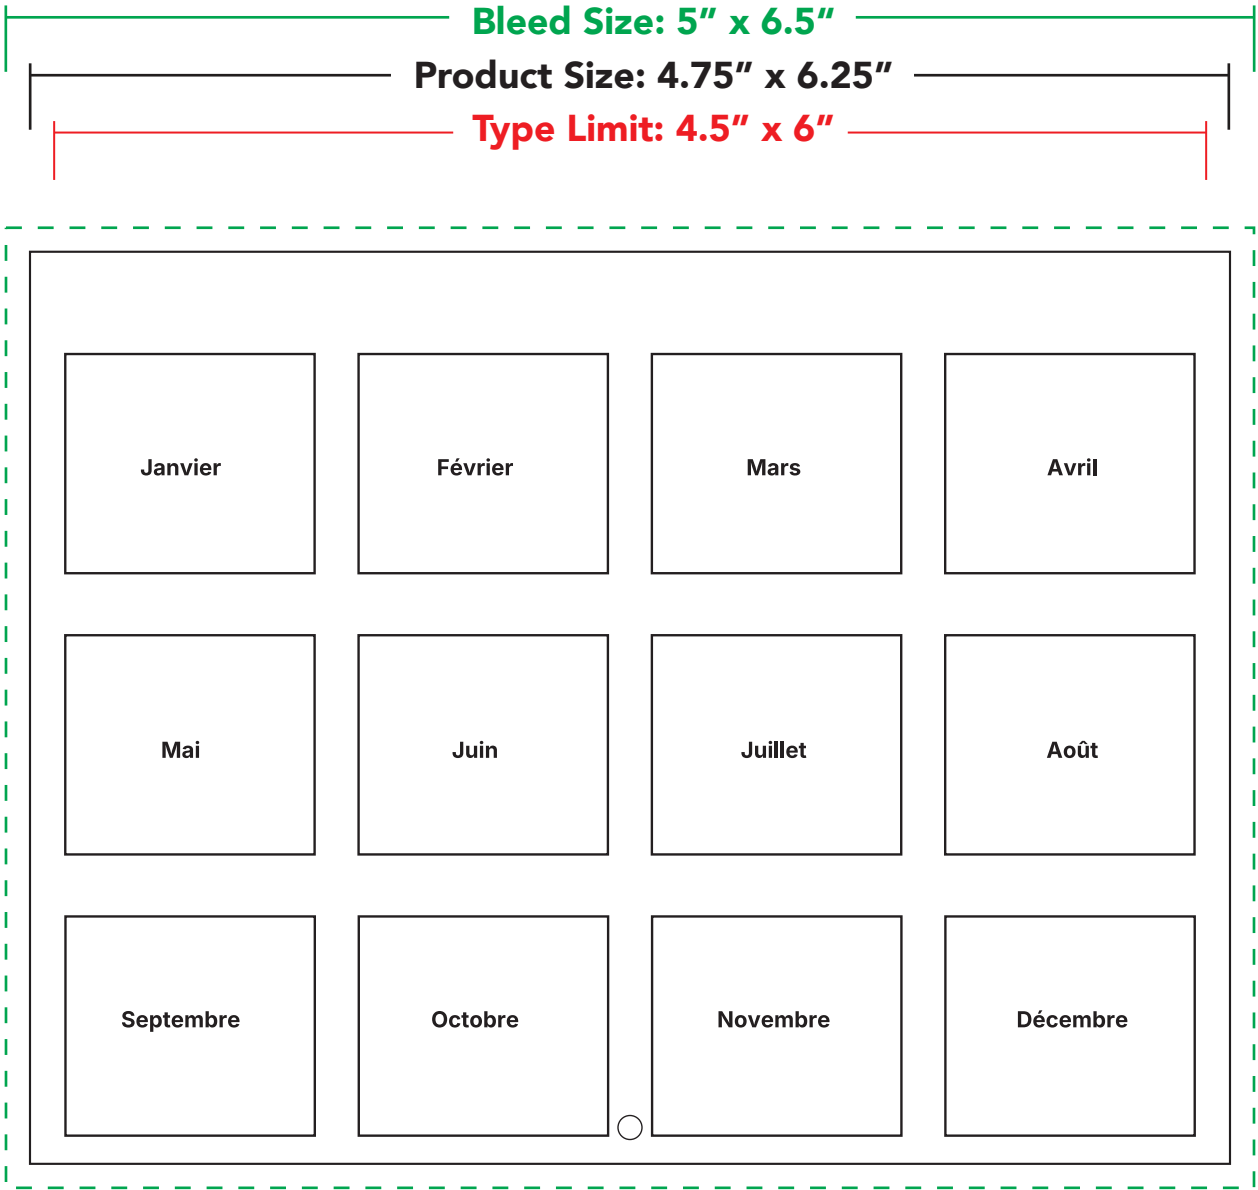 Bleed Size: 5” x 6.5”
Product Size: 4.75” x 6.25”
Type Limit: 4.5” x 6”
Janvier
Février
Mars
Avril
Mai
Juin
Juillet
Août
Septembre
Octobre
Novembre
Décembre